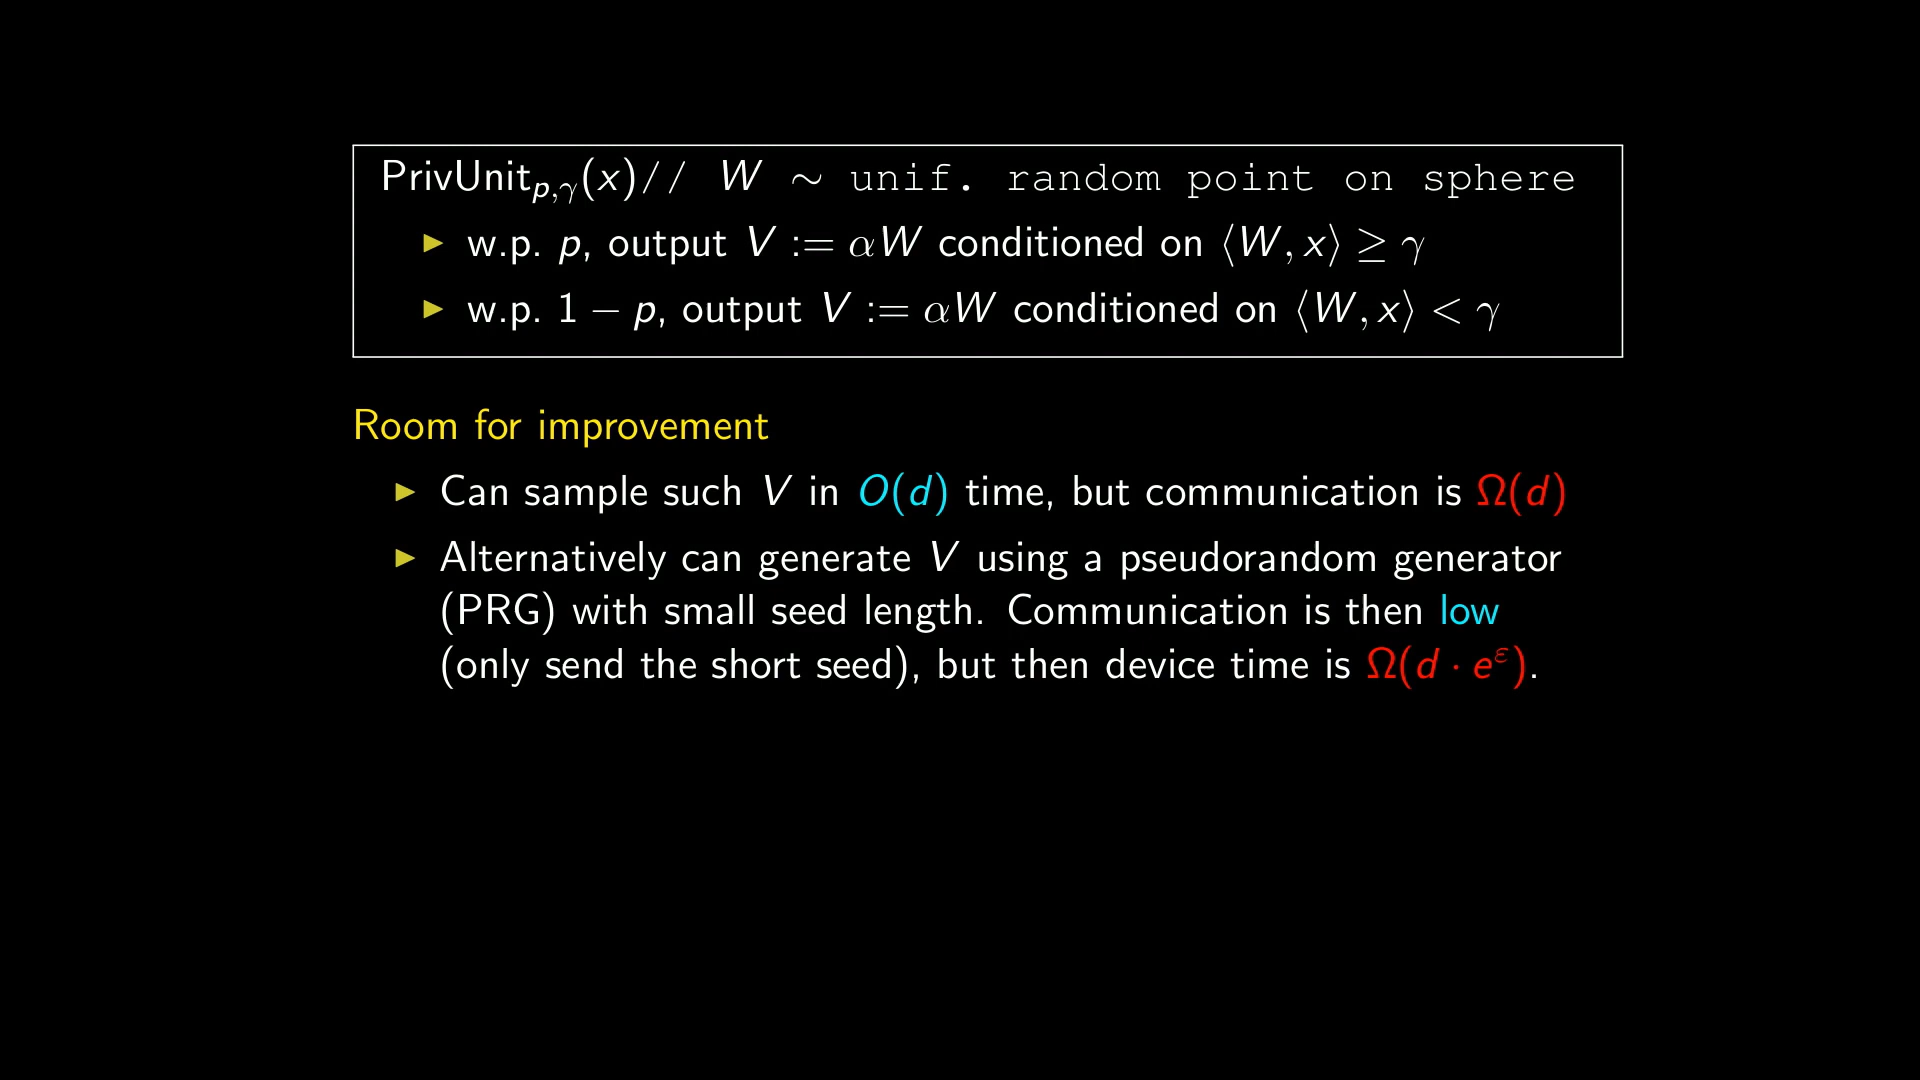 PrivUnit_{p,γ}(x)// W ∼ unif. random point on sphere
▶ w.p. p, output V := αW conditioned on ⟨W, x⟩ ≥ γ
▶ w.p. 1 − p, output V := αW conditioned on ⟨W, x⟩ < γ
Room for improvement
▶ Can sample such V in O(d) time, but communication is Ω(d)
▶ Alternatively can generate V using a pseudorandom generator
(PRG) with small seed length. Communication is then low
(only send the short seed), but then device time is Ω(d · e^ε).